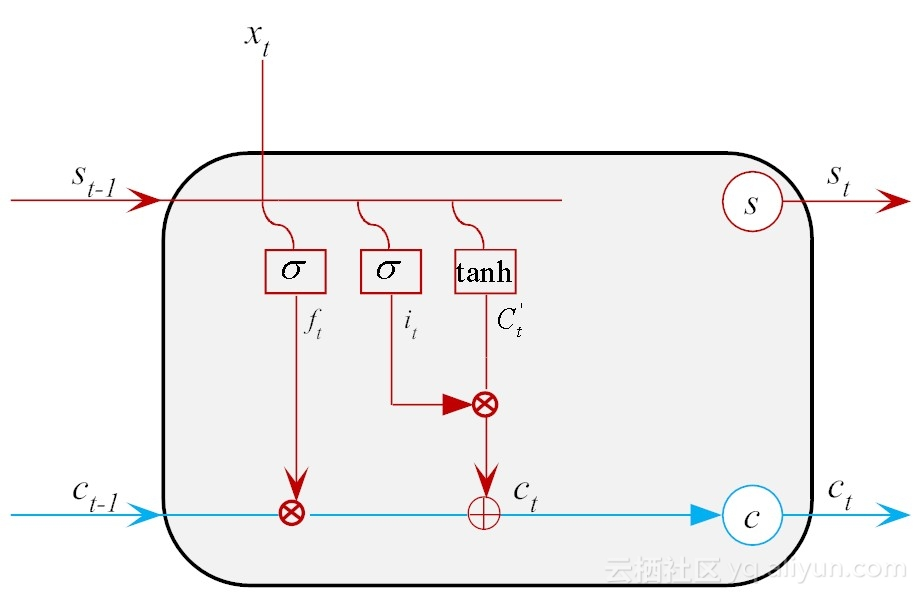 x_t
s_{t-1}
s_t
s
σ σ tanh
f_t i_t C'_t
c_{t-1}
c_t
c_t
c
云栖社区 yq.aliyun.com